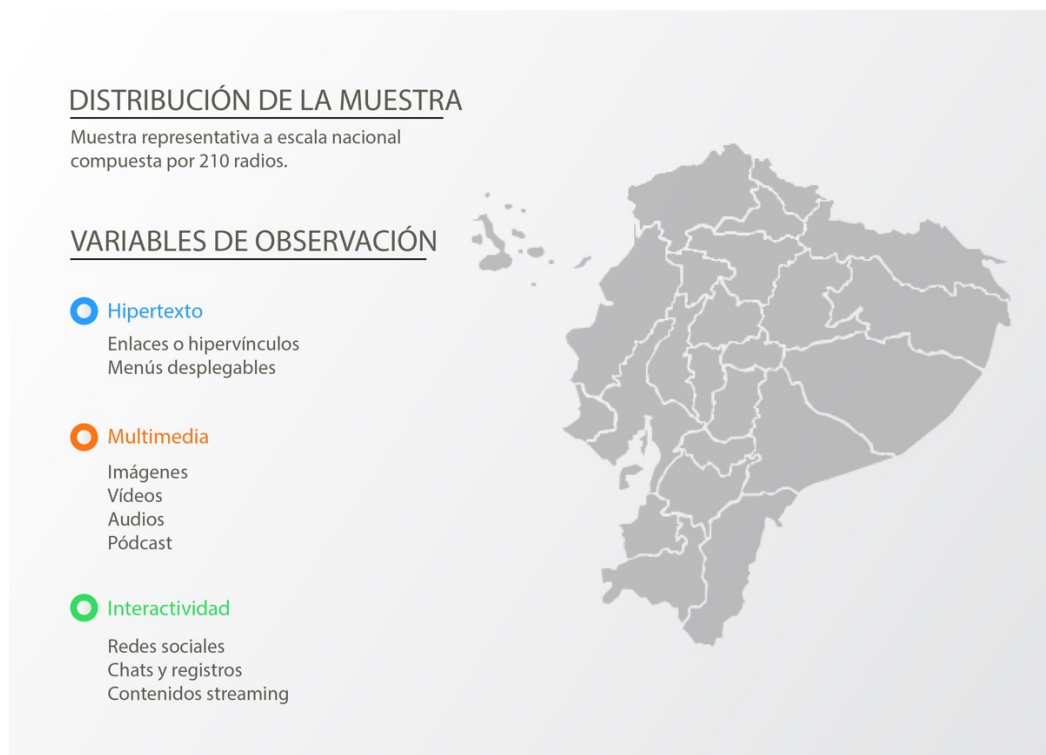 DISTRIBUCIÓN DE LA MUESTRA
Muestra representativa a escala nacional
compuesta por 210 radios.
VARIABLES DE OBSERVACIÓN
Hipertexto
Enlaces o hipervínculos
Menús desplegables
Multimedia
Imágenes
Vídeos
Audios
Pódcast
Interactividad
Redes sociales
Chats y registros
Contenidos streaming